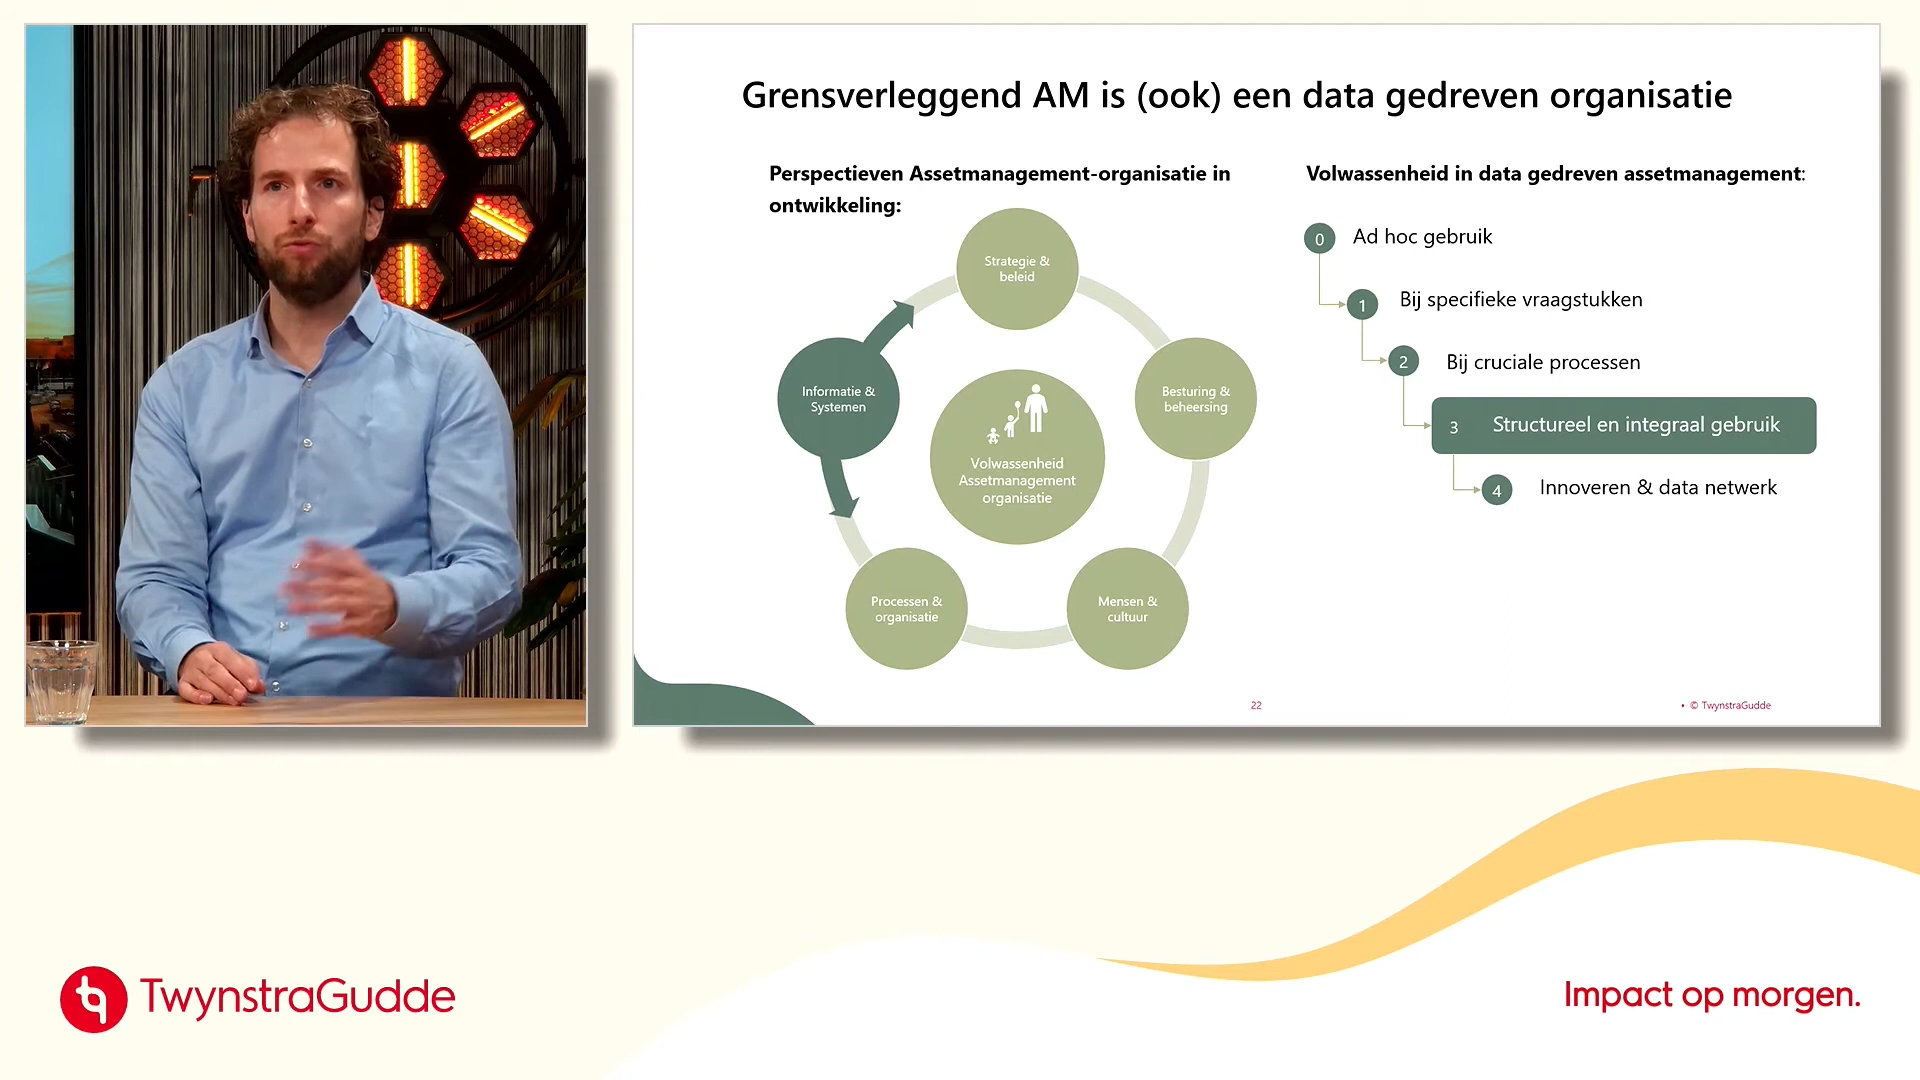 Grensverleggend AM is (ook) een data gedreven organisatie
Perspectieven Assetmanagement-organisatie in
ontwikkeling:
Strategie &
beleid
Informatie &
Systemen
Besturing &
beheersing
Volwassenheid
Assetmanagement
organisatie
Processen &
organisatie
Mensen &
cultuur
Volwassenheid in data gedreven assetmanagement:
0 Ad hoc gebruik
1 Bij specifieke vraagstukken
2 Bij cruciale processen
3 Structureel en integraal gebruik
4 Innoveren & data netwerk
22
• © TwynstraGudde
TwynstraGudde
Impact op morgen.